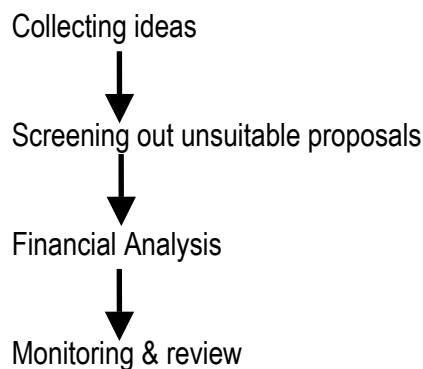 Collecting ideas
Screening out unsuitable proposals
Financial Analysis
Monitoring & review